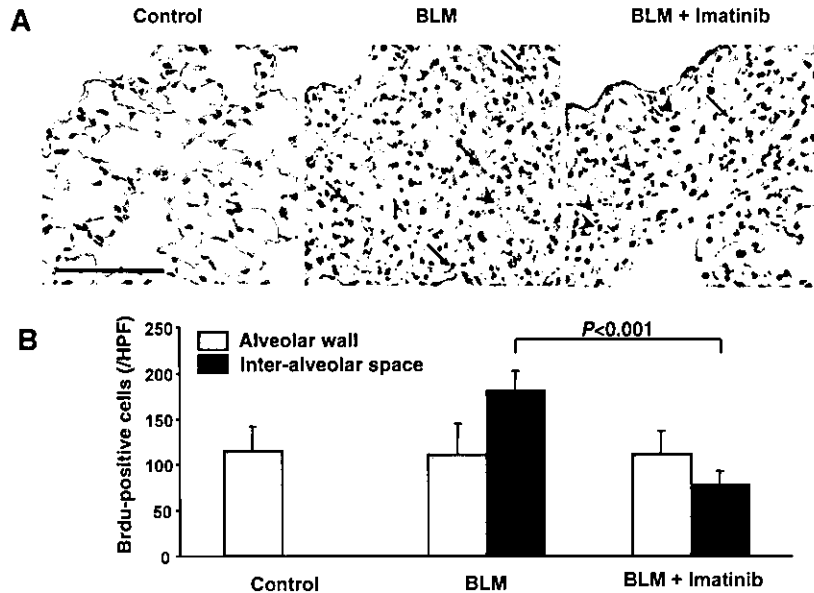 A
Control BLM BLM + Imatinib
B
Brdu-positive cells (/HPF)
250
200
150
100
50
0
Alveolar wall
Inter-alveolar space
P<0.001
Control BLM BLM + Imatinib